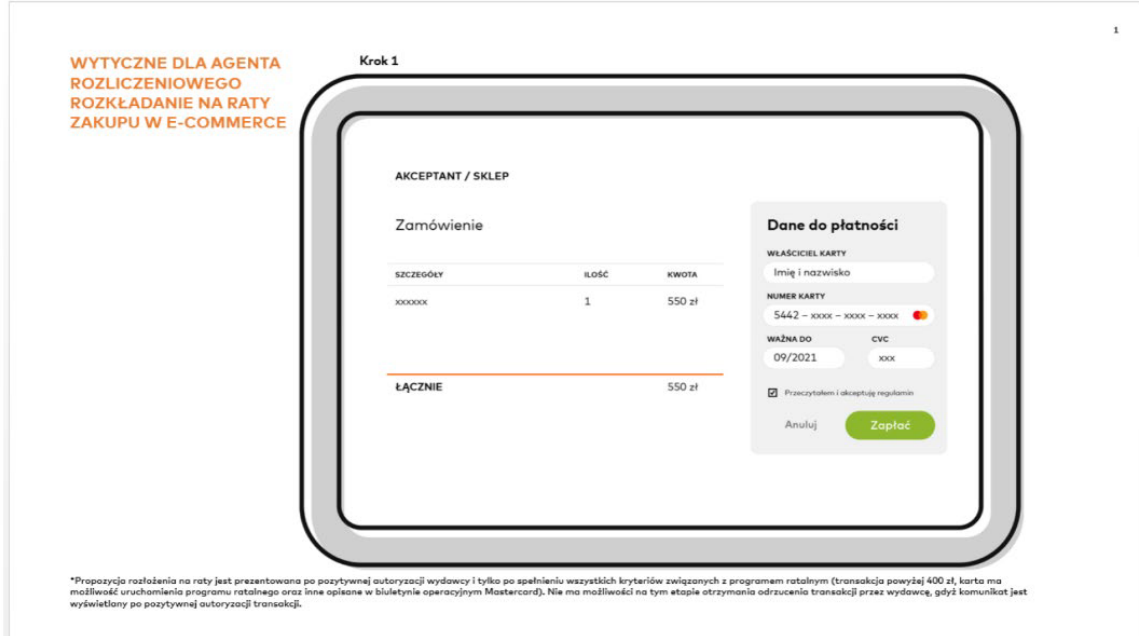 1
WYTYCZNE DLA AGENTA
ROZLICZENIOWEGO
ROZKŁADANIE NA RATY
ZAKUPU W E-COMMERCE
Krok 1
AKCEPTANT / SKLEP
Zamówienie
SZCZEGÓŁY ILOŚĆ KWOTA
xxxxxx 1 550 zł
ŁĄCZNIE 550 zł
Dane do płatności
WŁAŚCICIEL KARTY
Imię i nazwisko
NUMER KARTY
5442 – xxxx – xxxx – xxxx
WAŻNA DO CVC
09/2021 xxx
Przeczytałem i akceptuję regulamin
Anuluj Zapłać
*Propozycja rozłożenia na raty jest prezentowana po pozytywnej autoryzacji wydawcy i tylko po spełnieniu wszystkich kryteriów związanych z programem ratalnym (transakcja powyżej 400 zł, karta ma
możliwość uruchomienia programu ratalnego oraz inne opisane w biuletynie operacyjnym Mastercard). Nie ma możliwości na tym etapie otrzymania odrzucenia transakcji przez wydawcę, gdyż komunikat jest
wyświetlany po pozytywnej autoryzacji transakcji.